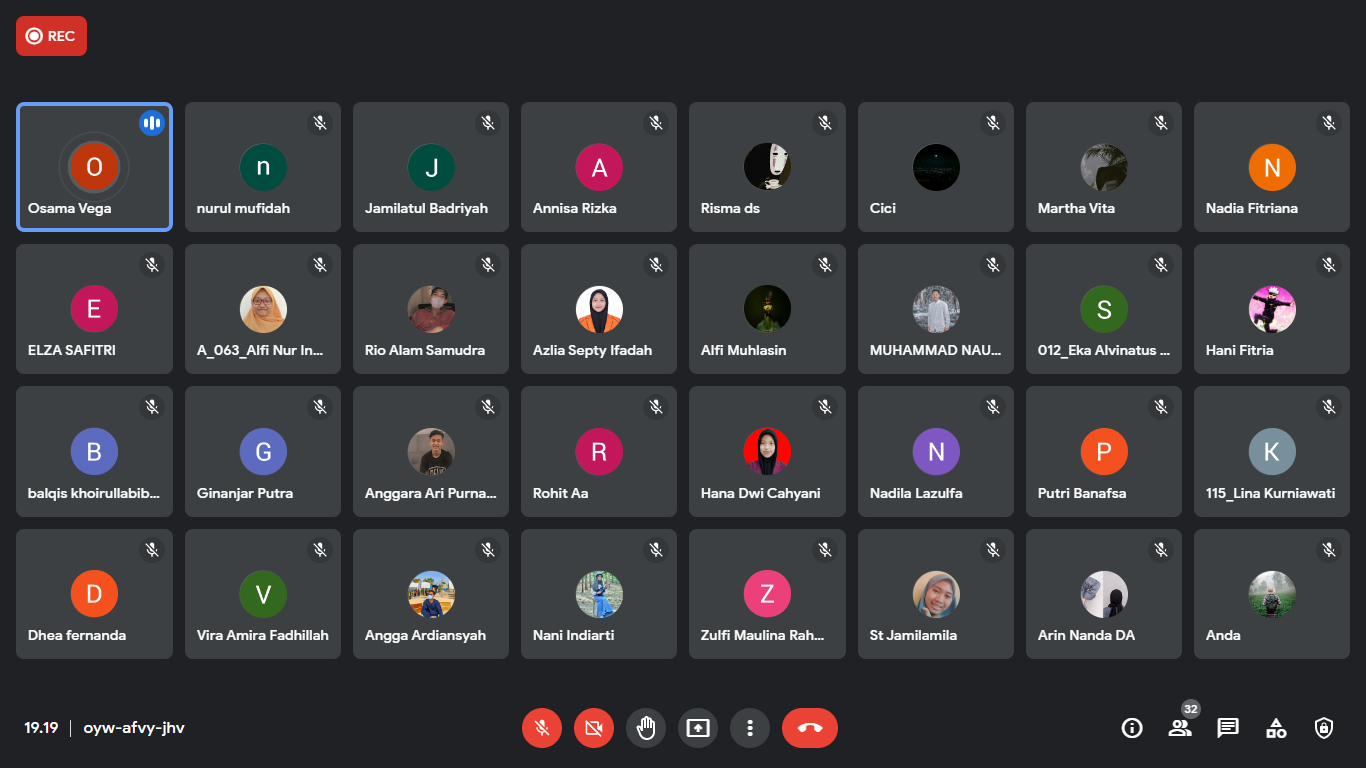 REC
O
Osama Vega
n
nurul mufidah
J
Jamilatul Badriyah
A
Annisa Rizka
Risma ds
Cici
Martha Vita
N
Nadia Fitriana
E
ELZA SAFITRI
A_063_Alfi Nur In...
Rio Alam Samudra
Azlia Septy Ifadah
Alfi Muhlasin
MUHAMMAD NAU...
S
012_Eka Alvinatus ...
Hani Fitria
B
balqis khoirullabib...
G
Ginanjar Putra
Anggara Ari Purna...
R
Rohit Aa
Hana Dwi Cahyani
N
Nadila Lazulfa
P
Putri Banafsa
K
115_Lina Kurniawati
D
Dhea fernanda
V
Vira Amira Fadhillah
Angga Ardiansyah
Nani Indiarti
Z
Zulfi Maulina Rah...
St Jamilamila
Arin Nanda DA
Anda
19.19 | oyw-afvy-jhv
32